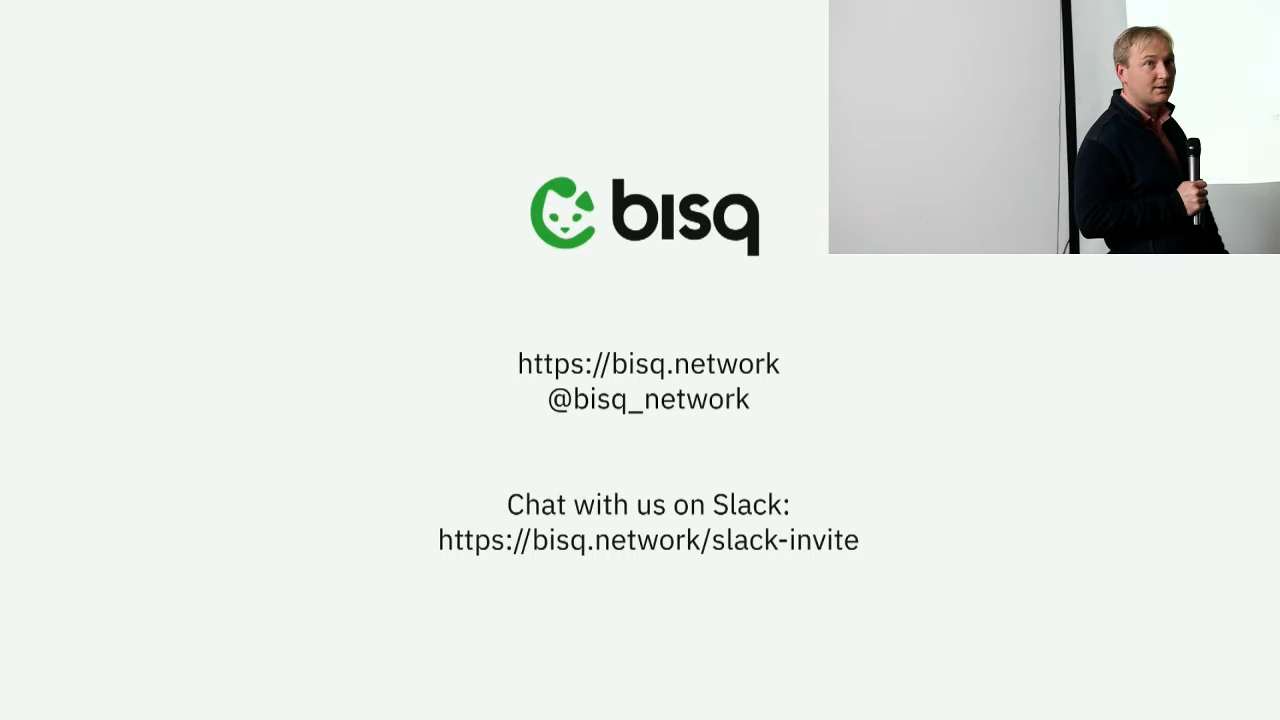 bisq
https://bisq.network
@bisq_network
Chat with us on Slack:
https://bisq.network/slack-invite